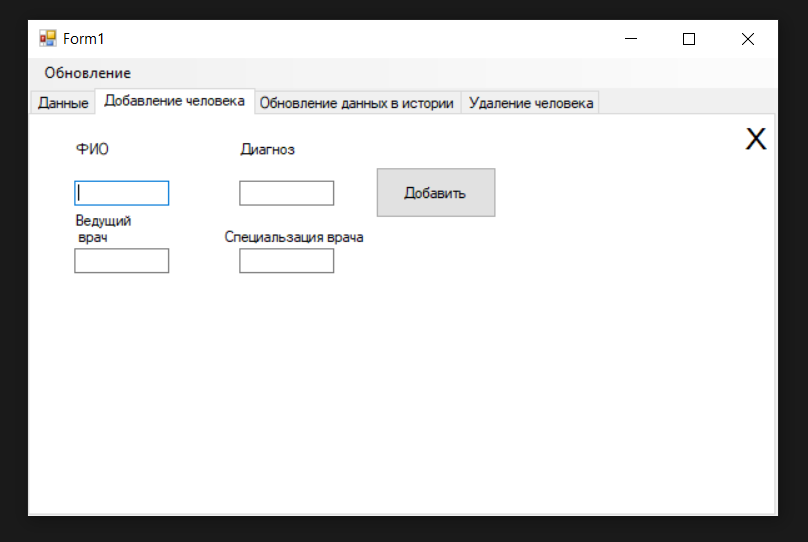 Form1
Обновление
Данные Добавление человека Обновление данных в истории Удаление человека
X
ФИО Диагноз
Добавить
Ведущий
врач Специальзация врача